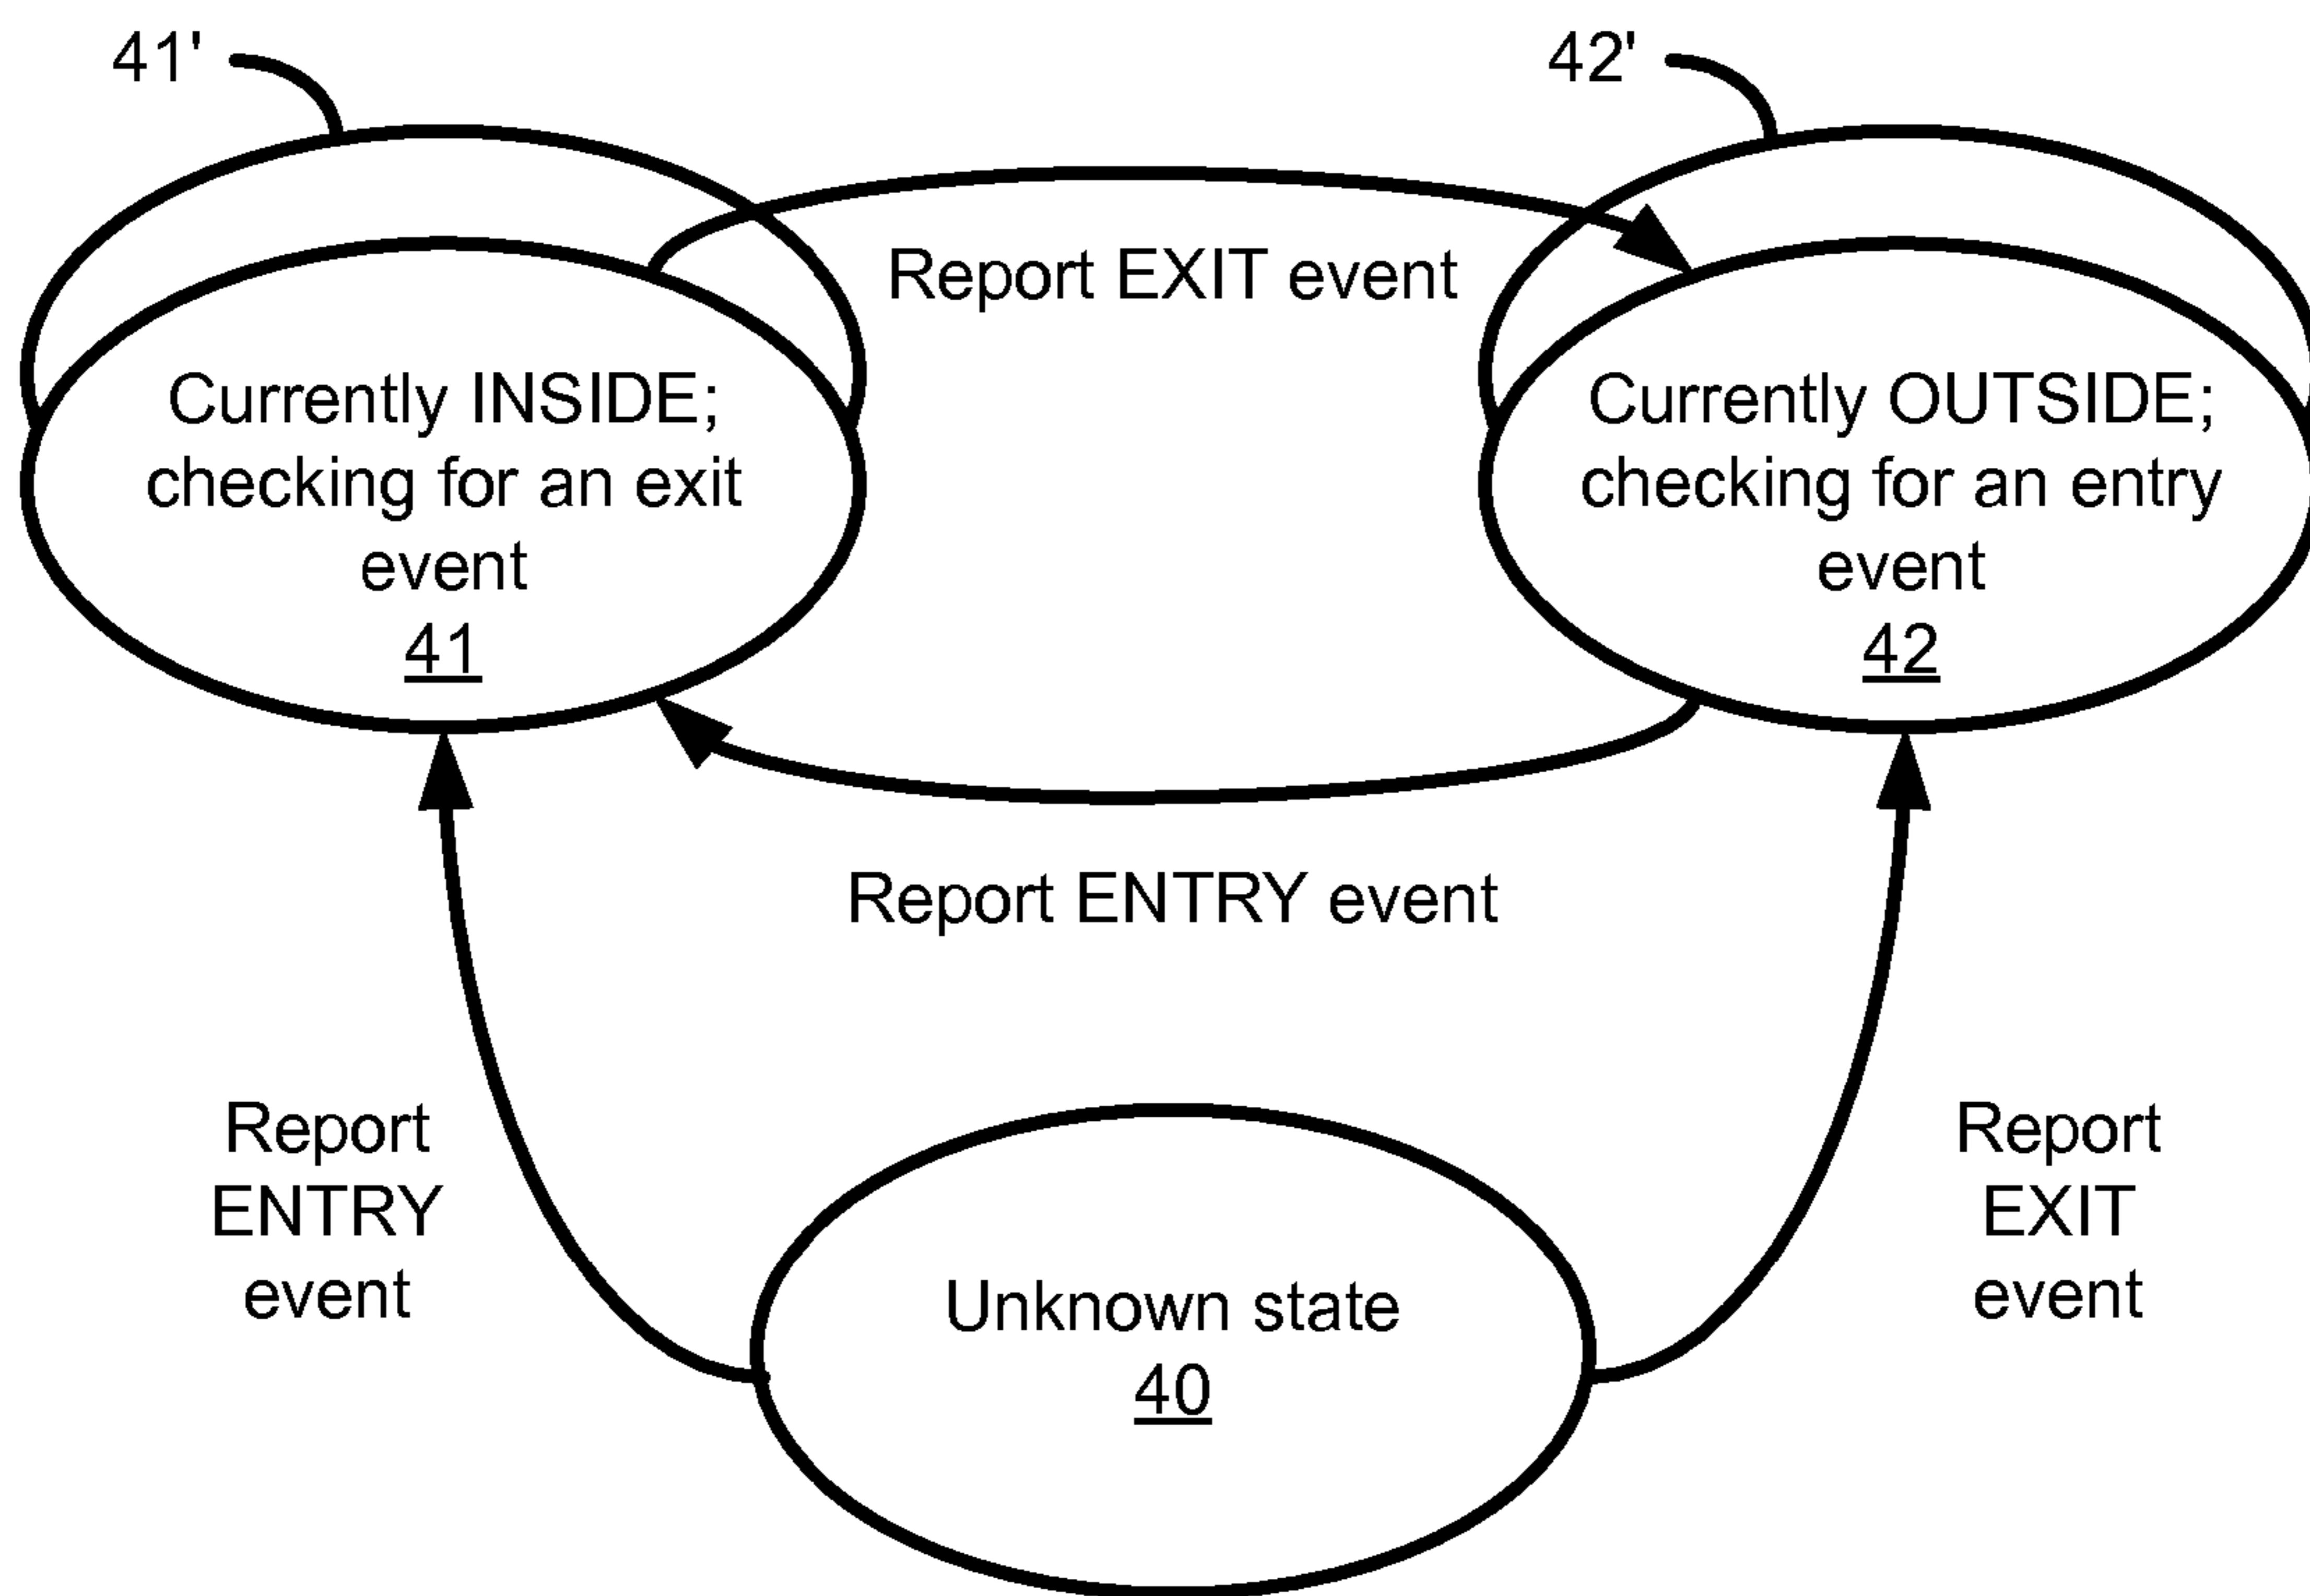 41'
42'
Report EXIT event
Currently INSIDE;
checking for an exit
event
41
Currently OUTSIDE;
checking for an entry
event
42
Report ENTRY event
Report
ENTRY
event
Report
EXIT
event
Unknown state
40